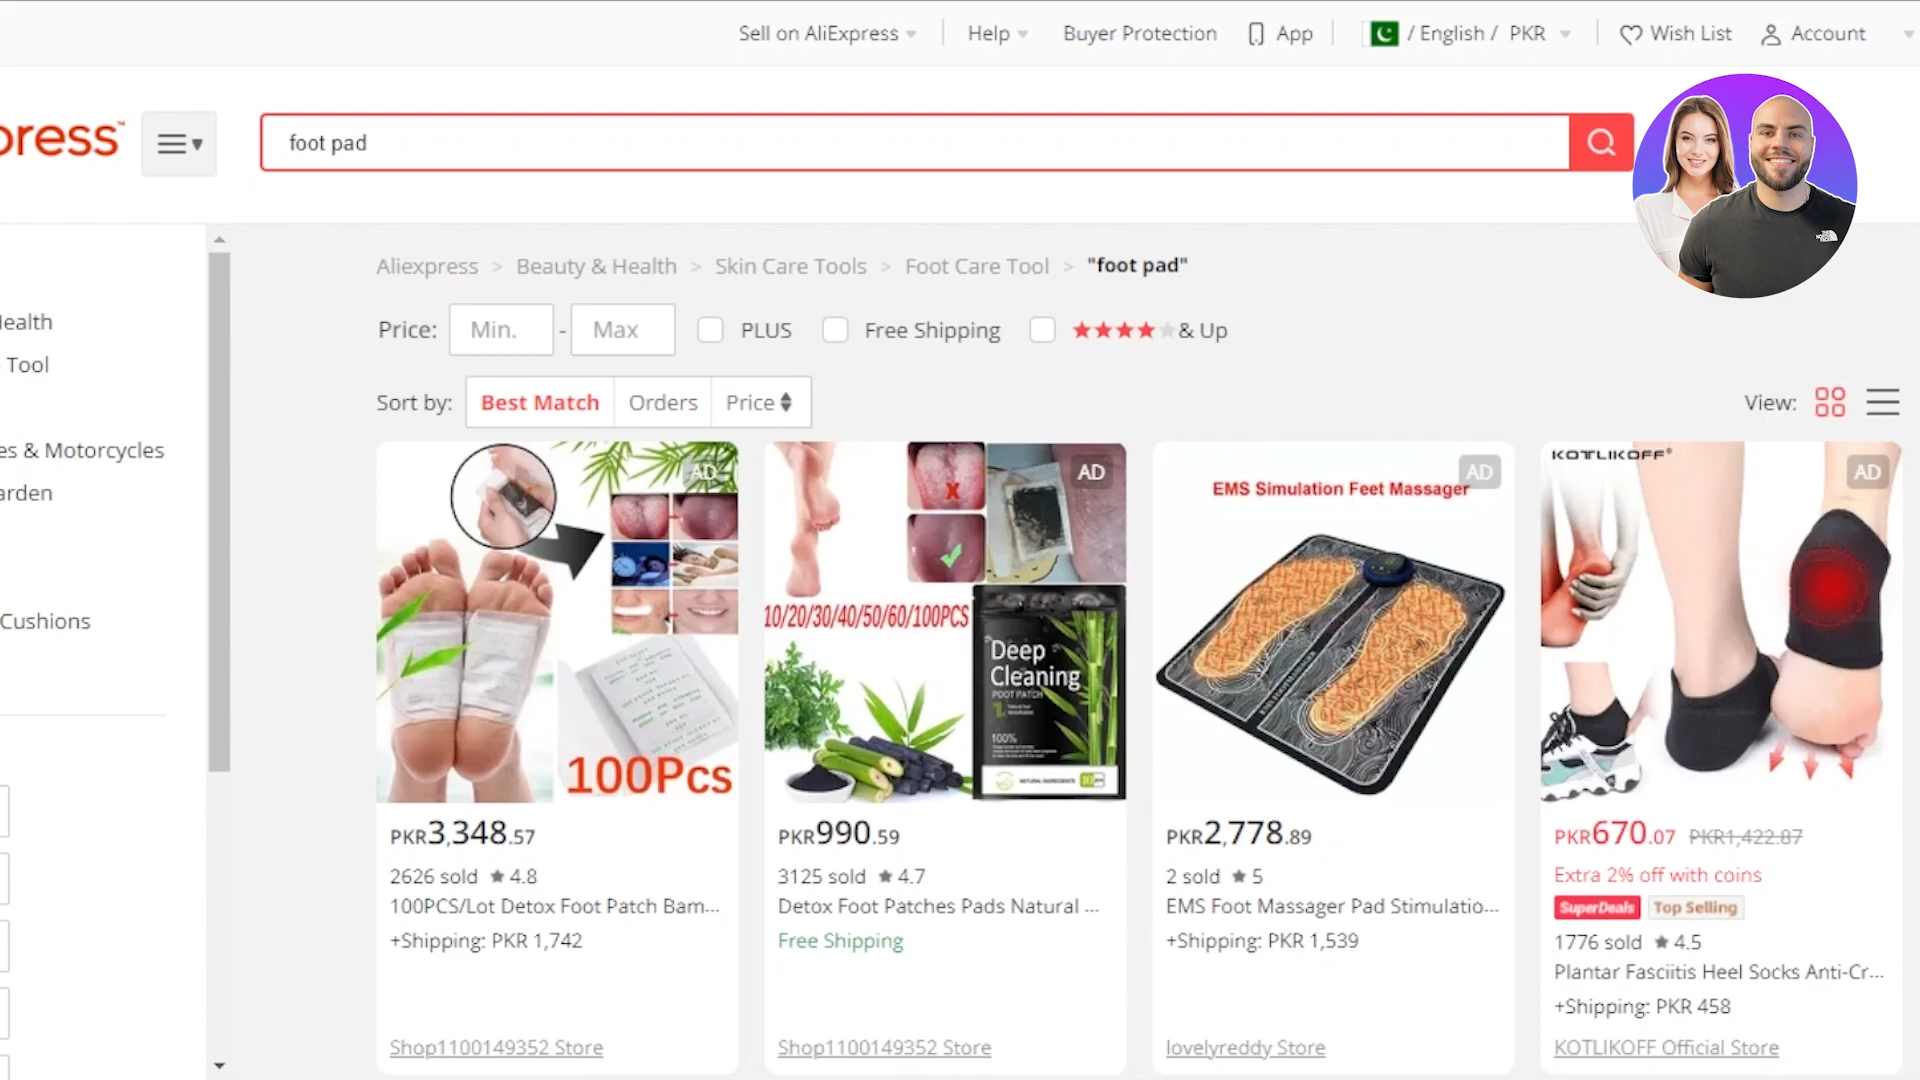 Sell on AliExpress
Help
Buyer Protection
App
/ English / PKR
Wish List
Account
press™
foot pad
Aliexpress > Beauty & Health > Skin Care Tools > Foot Care Tool > "foot pad"
Price: Min. - Max PLUS Free Shipping & Up
Sort by: Best Match Orders Price
View:
ealth
Tool
es & Motorcycles
arden
Cushions
AD
100Pcs
PKR3,348.57
2626 sold ★ 4.8
100PCS/Lot Detox Foot Patch Bam...
+Shipping: PKR 1,742
Shop1100149352 Store
AD
X
10/20/30/40/50/60/100PCS
Deep
Cleaning
FOOT PATCH
100%
NATURAL INGREDIENTS
PKR990.59
3125 sold ★ 4.7
Detox Foot Patches Pads Natural ...
Free Shipping
Shop1100149352 Store
AD
EMS Simulation Feet Massager
PKR2,778.89
2 sold ★ 5
EMS Foot Massager Pad Stimulatio...
+Shipping: PKR 1,539
lovelyreddy Store
KOTLIKOFF®
AD
PKR670.07 PKR1,422.87
Extra 2% off with coins
SuperDeals Top Selling
1776 sold ★ 4.5
Plantar Fasciitis Heel Socks Anti-Cr...
+Shipping: PKR 458
KOTLIKOFF Official Store